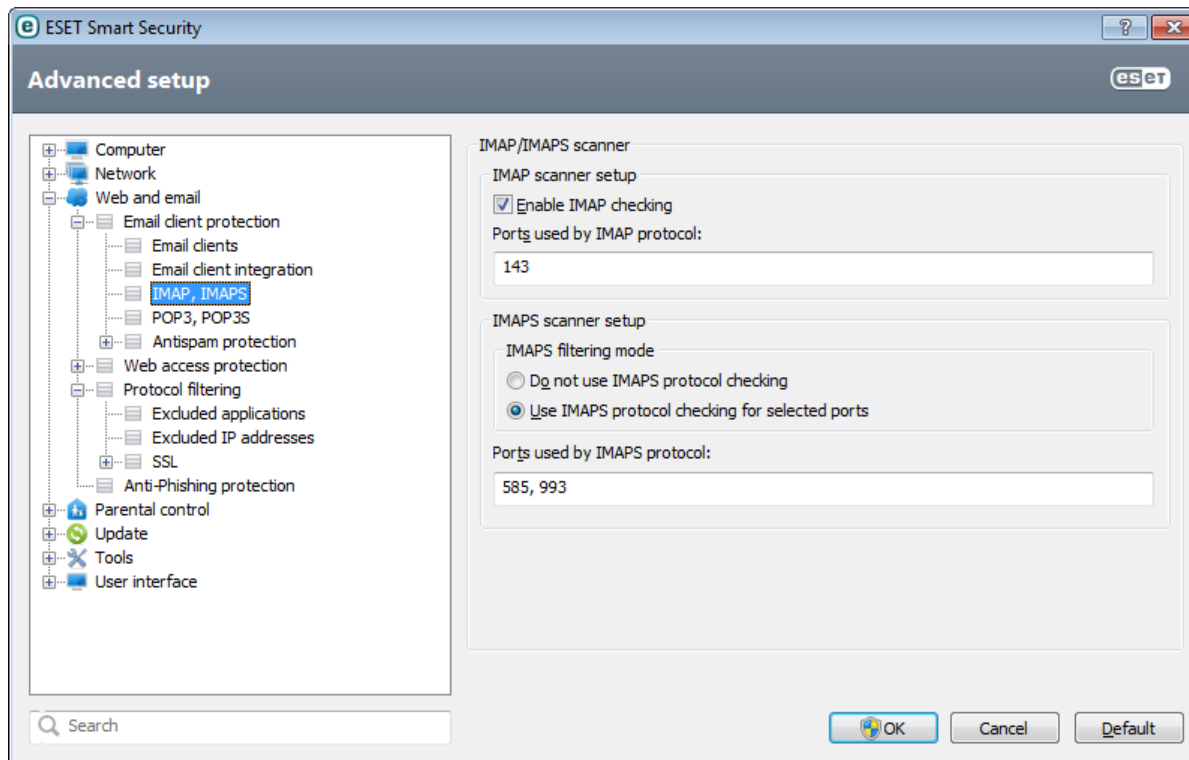 ESET Smart Security
Advanced setup
eset
Computer
Network
Web and email
Email client protection
Email clients
Email client integration
IMAP, IMAPS
POP3, POP3S
Antispam protection
Web access protection
Protocol filtering
Excluded applications
Excluded IP addresses
SSL
Anti-Phishing protection
Parental control
Update
Tools
User interface
Search
IMAP/IMAPS scanner
IMAP scanner setup
Enable IMAP checking
Ports used by IMAP protocol:
143
IMAPS scanner setup
IMAPS filtering mode
Do not use IMAPS protocol checking
Use IMAPS protocol checking for selected ports
Ports used by IMAPS protocol:
585, 993
OK
Cancel
Default